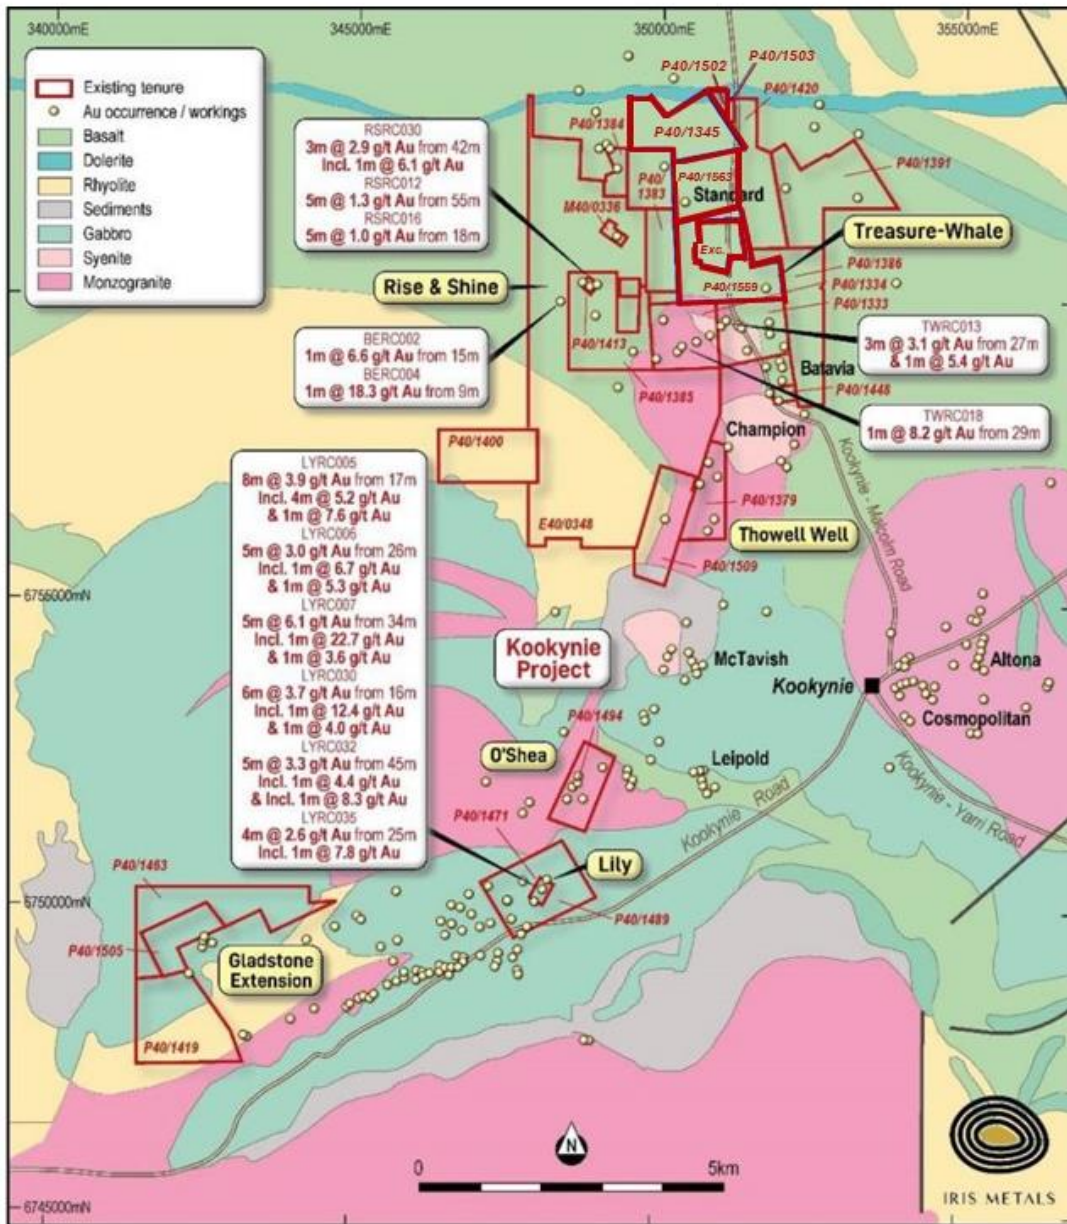 340000mE
345000mE
350000mE
355000mE
Existing tenure
Au occurrence / workings
Basalt
Dolerite
Rhyolite
Sediments
Gabbro
Syenite
Monzogranite
RSRC030
3m @ 2.9 g/t Au from 42m
Incl. 1m @ 6.1 g/t Au
RSRC012
5m @ 1.3 g/t Au from 55m
RSRC016
5m @ 1.0 g/t Au from 18m
P40/1502
P40/1503
P40/1420
P40/1384
P40/1345
P40/1391
P40/
1383
P40/1563
Standard
M40/0336
Exc.
Treasure-Whale
Rise & Shine
P40/1386
P40/1559
P40/1334
P40/1333
BERC002
1m @ 6.6 g/t Au from 15m
BERC004
1m @ 18.3 g/t Au from 9m
P40/1413
TWRC013
3m @ 3.1 g/t Au from 27m
& 1m @ 5.4 g/t Au
Batavia
P40/1385
P40/1448
TWRC018
1m @ 8.2 g/t Au from 29m
Champion
P40/1400
Kookynie - Malcolm Road
LYRC005
8m @ 3.9 g/t Au from 17m
Incl. 4m @ 5.2 g/t Au
& 1m @ 7.6 g/t Au
LYRC006
5m @ 3.0 g/t Au from 26m
Incl. 1m @ 6.7 g/t Au
& 1m @ 5.3 g/t Au
LYRC007
5m @ 6.1 g/t Au from 34m
Incl. 1m @ 22.7 g/t Au
& 1m @ 3.6 g/t Au
LYRC030
6m @ 3.7 g/t Au from 16m
Incl. 1m @ 12.4 g/t Au
& 1m @ 4.0 g/t Au
LYRC032
5m @ 3.3 g/t Au from 45m
Incl. 1m @ 4.4 g/t Au
& Incl. 1m @ 8.3 g/t Au
LYRC035
4m @ 2.6 g/t Au from 25m
Incl. 1m @ 7.8 g/t Au
P40/1379
E40/0348
Thowell Well
P40/1509
6755000mN
Kookynie
Project
McTavish
Kookynie
Altona
Cosmopolitan
P40/1494
O'Shea
Leipold
Kookynie Road
Kookynie - Yarri Road
P40/1471
P40/1463
Lily
6750000mN
P40/1489
P40/1505
Gladstone
Extension
P40/1419
N
0
5km
IRIS METALS
6745000mN